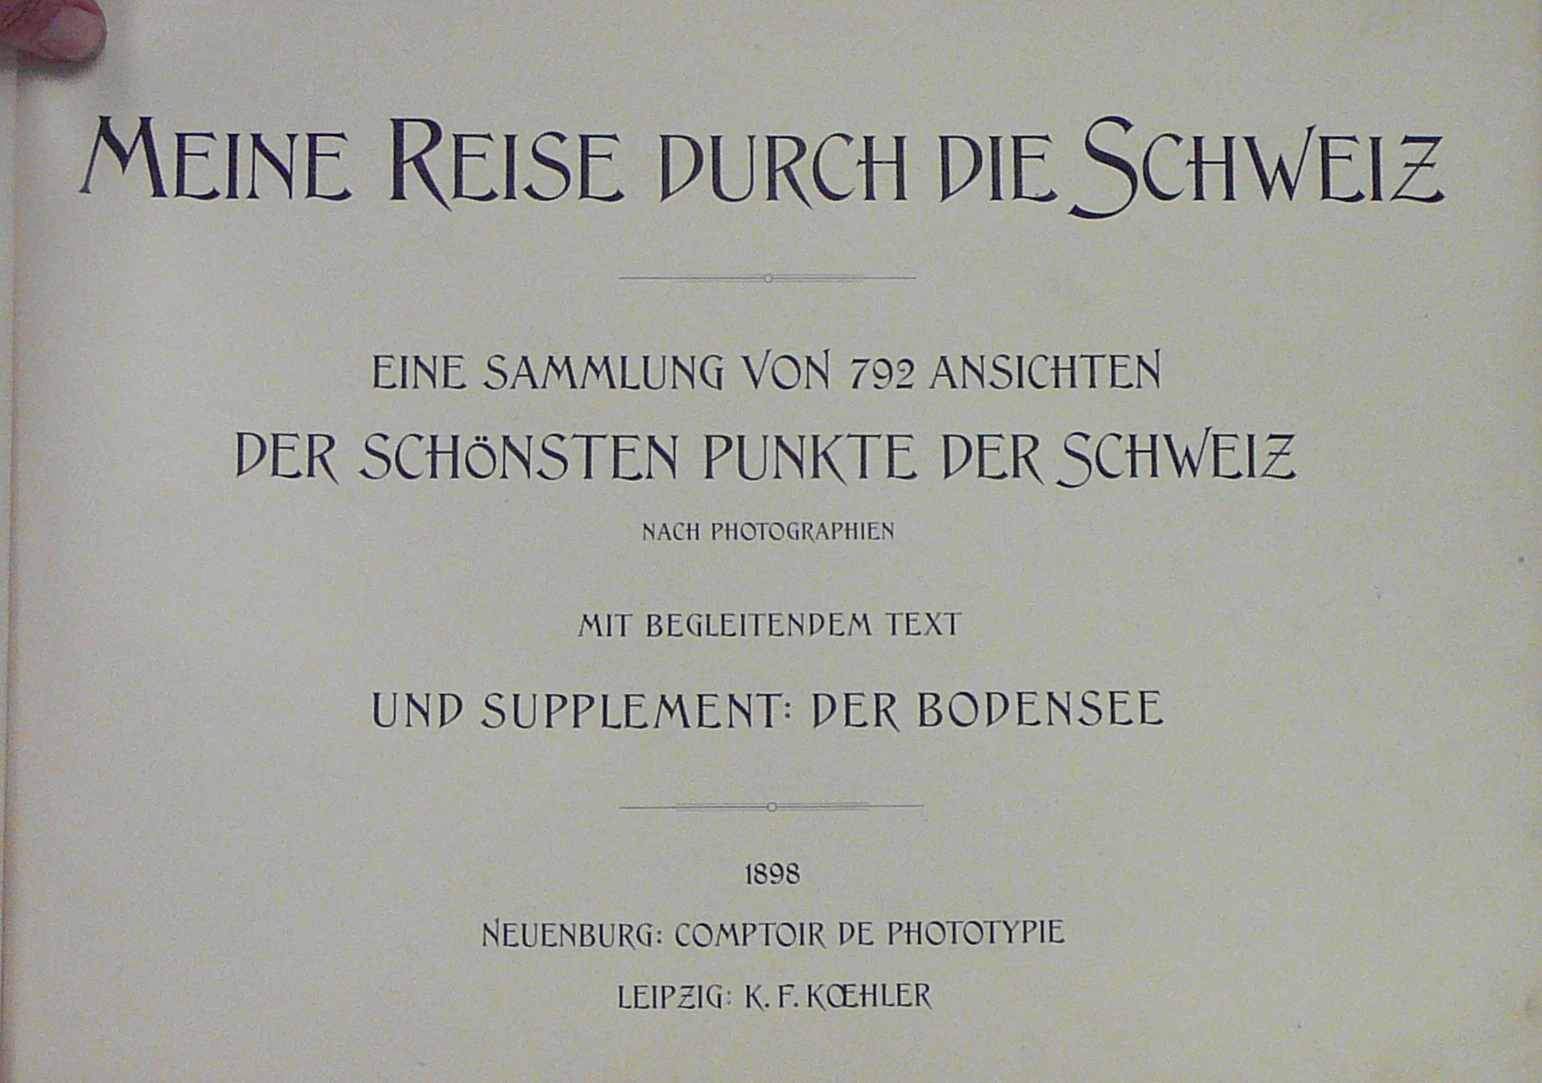 MEINE REISE DURCH DIE SCHWEIZ
EINE SAMMLUNG VON 792 ANSICHTEN
DER SCHÖNSTEN PUNKTE DER SCHWEIZ
NACH PHOTOGRAPHIEN
MIT BEGLEITENDEM TEXT
UND SUPPLEMENT: DER BODENSEE
1898
NEUENBURG: COMPTOIR DE PHOTOTYPIE
LEIPZIG: K. F. KŒHLER